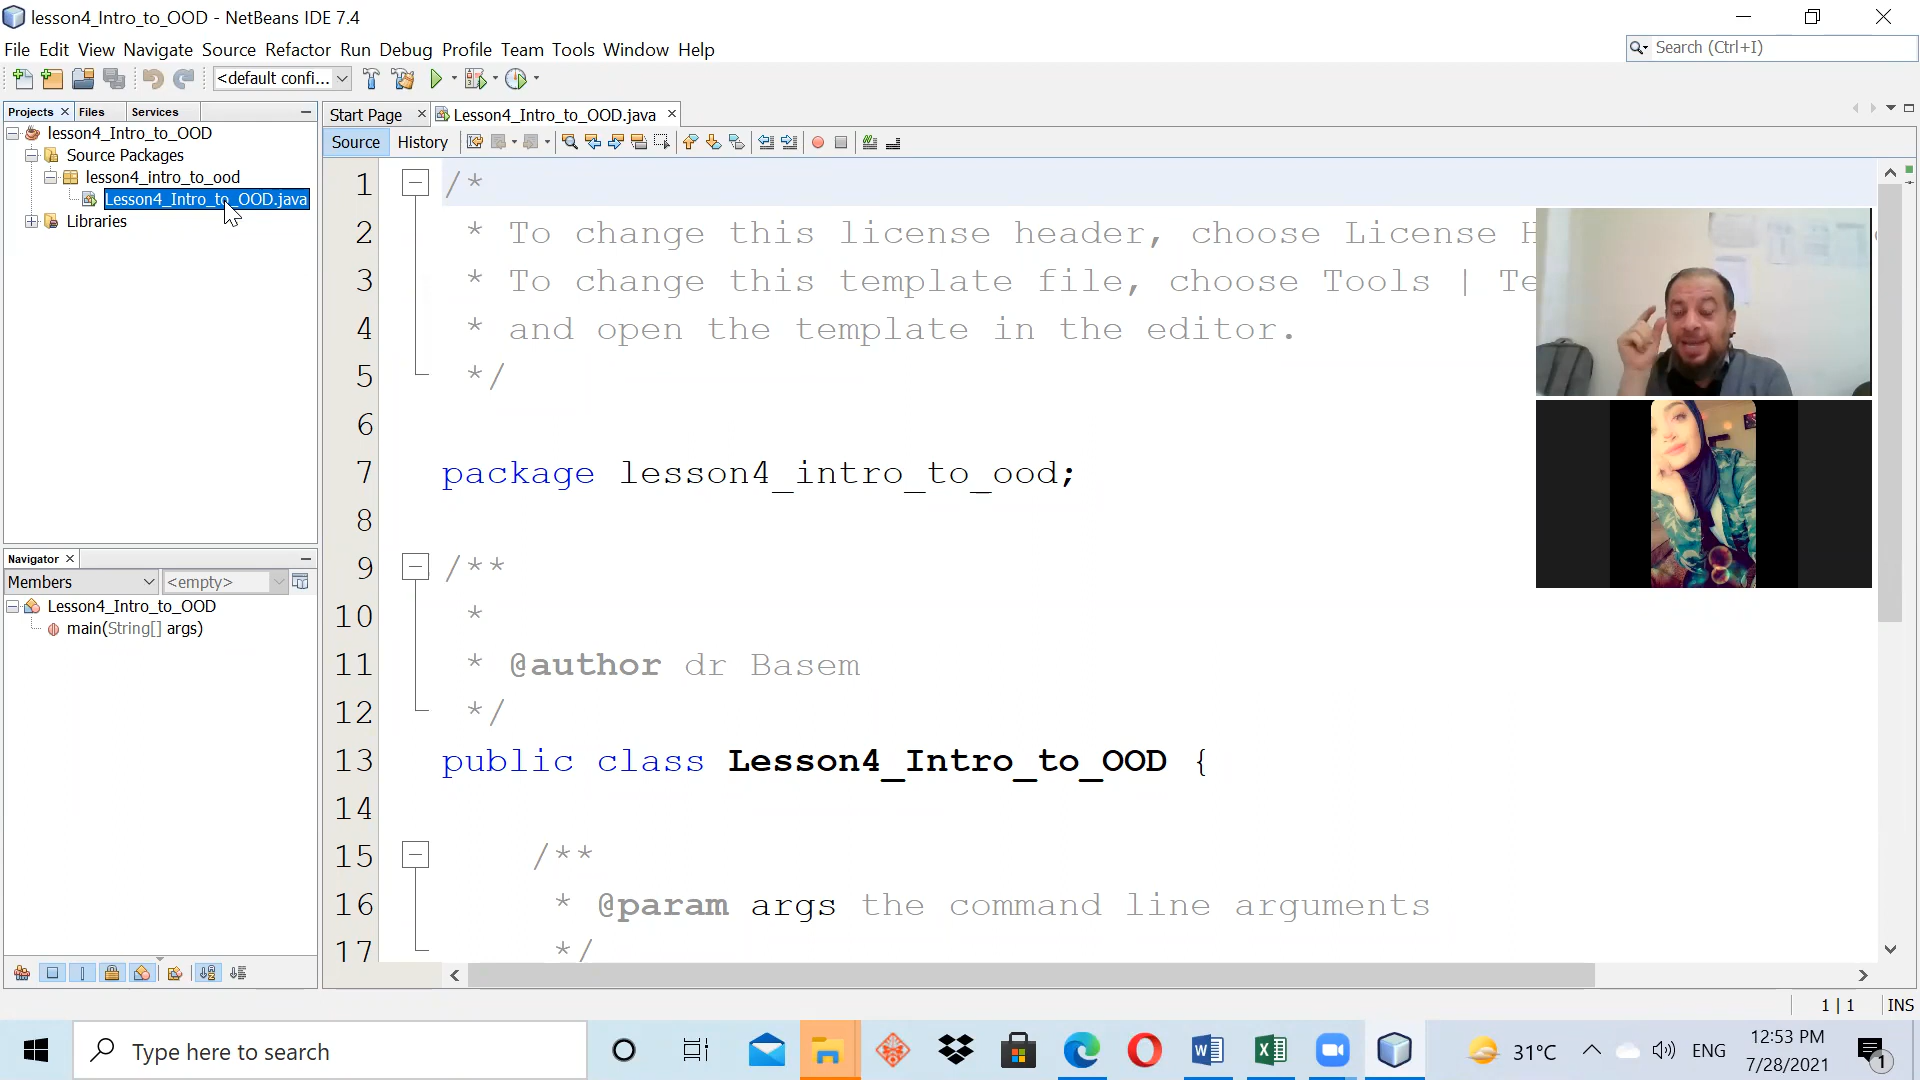 lesson4_Intro_to_OOD - NetBeans IDE 7.4
File Edit View Navigate Source Refactor Run Debug Profile Team Tools Window Help
Search (Ctrl+I)
<default confi...
Projects Files Services
lesson4_Intro_to_OOD
Source Packages
lesson4_intro_to_ood
Lesson4_Intro_to_OOD.java
Libraries
Navigator
Members <empty>
Lesson4_Intro_to_OOD
main(String[] args)
Start Page Lesson4_Intro_to_OOD.java
Source History
1 /*
2 * To change this license header, choose License H
3 * To change this template file, choose Tools | Te
4 * and open the template in the editor.
5 */
6
7 package lesson4_intro_to_ood;
8
9 /**
10 *
11 * @author dr Basem
12 */
13 public class Lesson4_Intro_to_OOD {
14
15 /**
16 * @param args the command line arguments
17 */
1 | 1 INS
Type here to search
31°C ENG
12:53 PM
7/28/2021
1